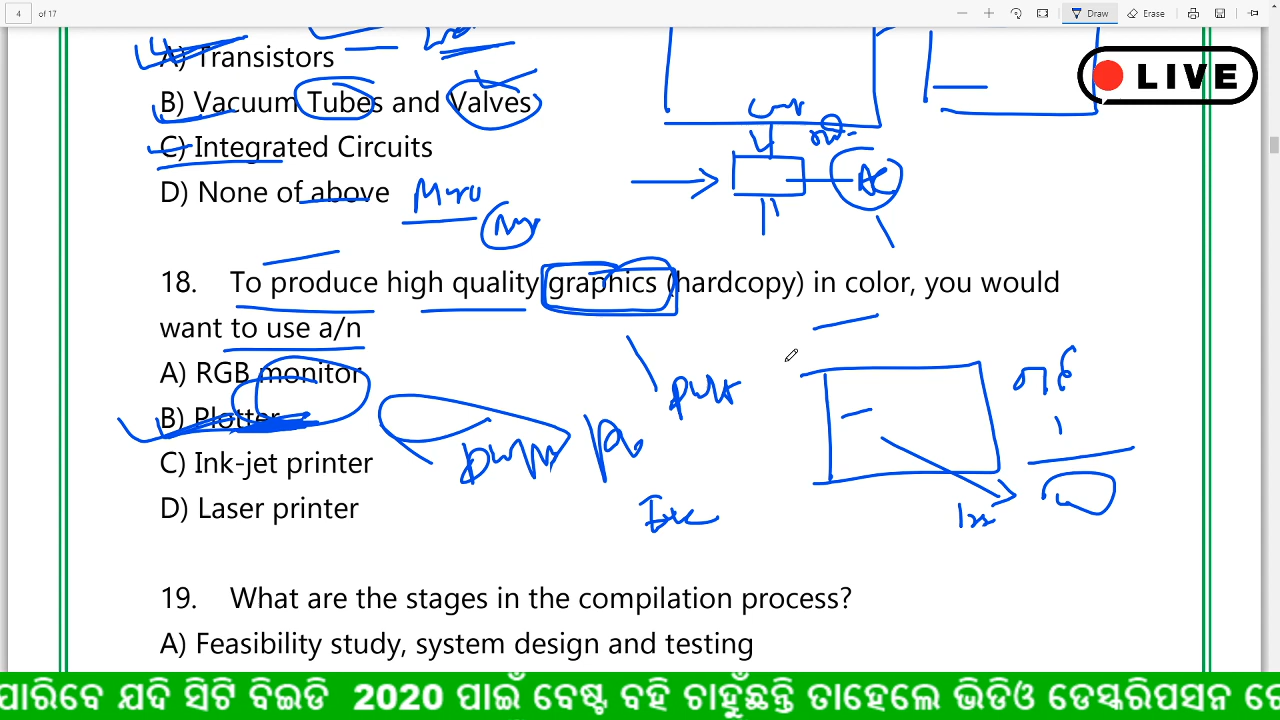 4 of 17 Draw Erase
A) Transistors
LIVE
B) Vacuum Tubes and Valves
C) Integrated Circuits
D) None of above
18. To produce high quality graphics (hardcopy) in color, you would
want to use a/n
A) RGB monitor
B) Plotter
C) Ink-jet printer
D) Laser printer
19. What are the stages in the compilation process?
A) Feasibility study, system design and testing
ପାରିବେ ଯଦି ସିଟି ବିଇଡି 2020 ପାଇଁ ବେଷ୍ଟ ବହି ଚାହୁଁଛନ୍ତି ତାହେଲେ ଭିଡିଓ ଡେସ୍କରିପସନ